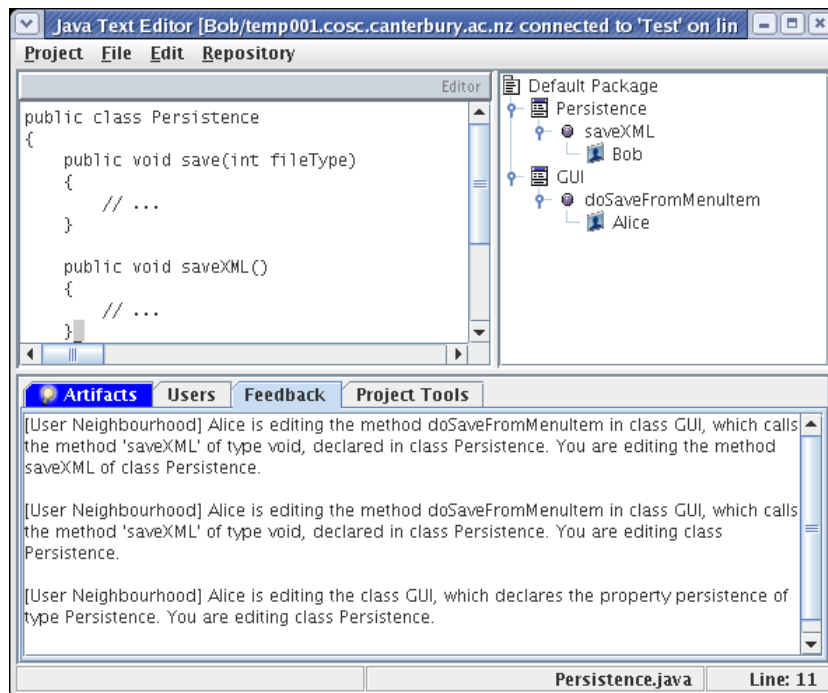 Java Text Editor [Bob/temp001.cosc.canterbury.ac.nz connected to 'Test' on lin
Project File Edit Repository
Editor
public class Persistence
{
    public void save(int fileType)
    {
        // ...
    }

    public void saveXML()
    {
        // ...
    }
Default Package
Persistence
saveXML
Bob
GUI
doSaveFromMenuItem
Alice
Artifacts Users Feedback Project Tools
[User Neighbourhood] Alice is editing the method doSaveFromMenuItem in class GUI, which calls
the method 'saveXML' of type void, declared in class Persistence. You are editing the method
saveXML of class Persistence.

[User Neighbourhood] Alice is editing the method doSaveFromMenuItem in class GUI, which calls
the method 'saveXML' of type void, declared in class Persistence. You are editing class
Persistence.

[User Neighbourhood] Alice is editing the class GUI, which declares the property persistence of
type Persistence. You are editing class Persistence.
Persistence.java Line: 11